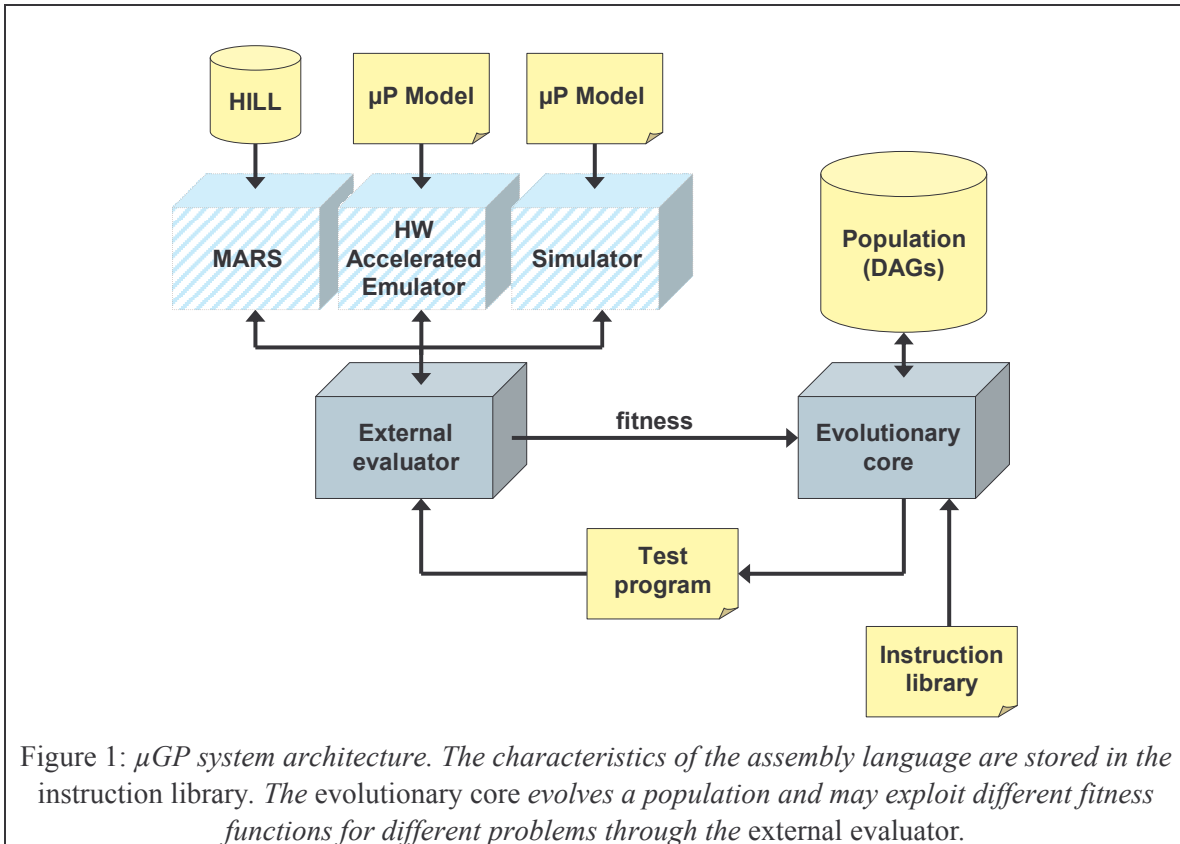 HILL
µP Model
µP Model
MARS
HW
Accelerated
Emulator
Simulator
Population
(DAGs)
External
evaluator
fitness
Evolutionary
core
Test
program
Instruction
library
Figure 1: µGP system architecture. The characteristics of the assembly language are stored in the
instruction library. The evolutionary core evolves a population and may exploit different fitness
functions for different problems through the external evaluator.